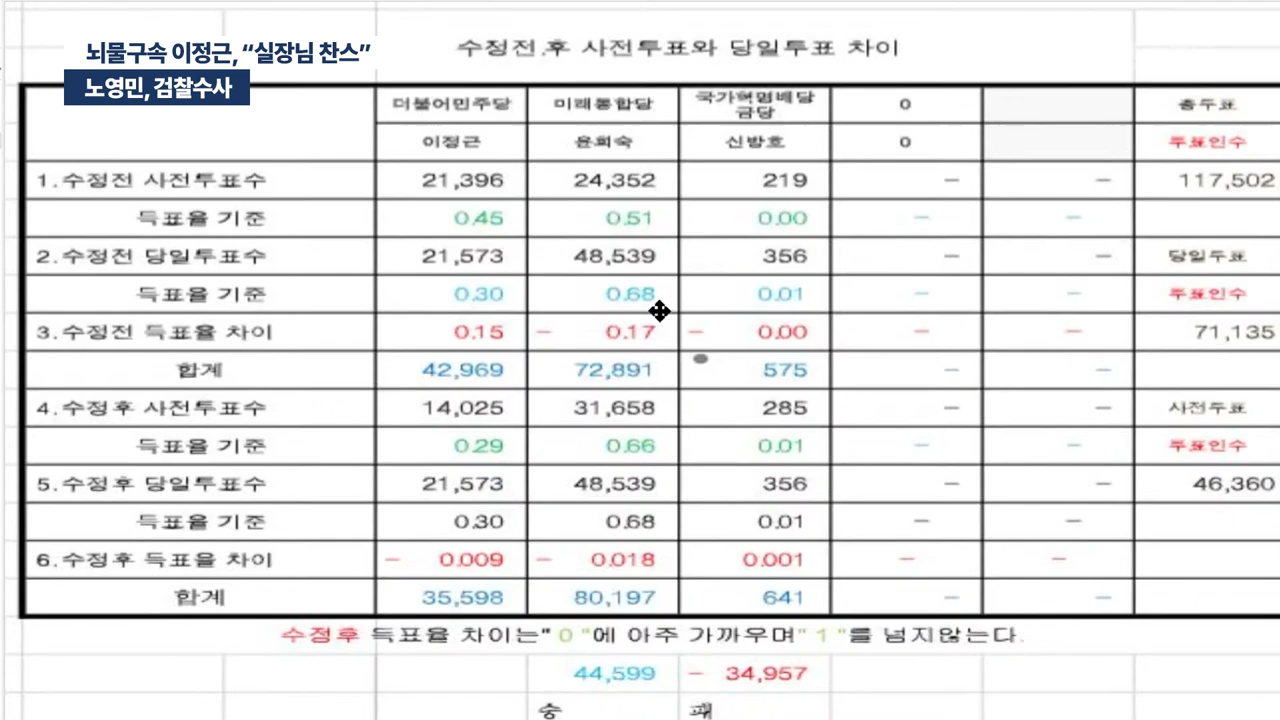 뇌물구속 이정근, “실장님 찬스”
노영민, 검찰수사
수정전.후 사전투표와 당일투표 차이
더불어민주당 미래통합당 국가혁명배당금당 0 총투표
이정근 윤희숙 신방호 0 투표인수
1.수정전 사전투표수 21,396 24,352 219 – – 117,502
득표율 기준 0.45 0.51 0.00 – –
2.수정전 당일투표수 21,573 48,539 356 – – 당일투표
득표율 기준 0.30 0.68 0.01 – – 투표인수
3.수정전 득표율 차이 0.15 – 0.17 – 0.00 – – 71,135
합계 42,969 72,891 575 – –
4.수정후 사전투표수 14,025 31,658 285 – – 사전투표
득표율 기준 0.29 0.66 0.01 – – 투표인수
5.수정후 당일투표수 21,573 48,539 356 – – 46,360
득표율 기준 0.30 0.68 0.01 – –
6.수정후 득표율 차이 – 0.009 – 0.018 0.001 – –
합계 35,598 80,197 641 – –
수정후 득표율 차이는" 0 "에 아주 가까우며" 1 "를 넘지않는다.
44,599 – 34,957
승 패